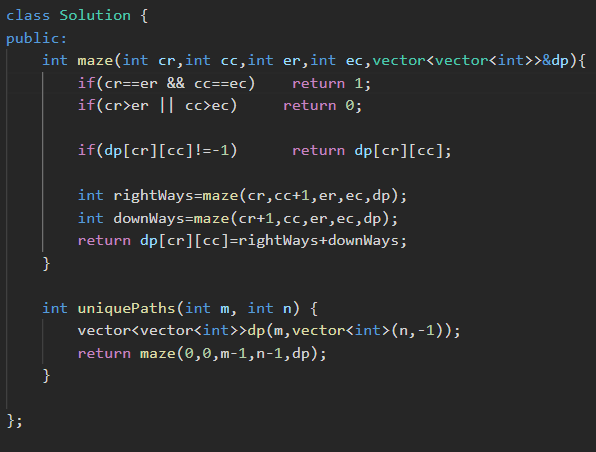 class Solution {
public:
    int maze(int cr,int cc,int er,int ec,vector<vector<int>>&dp){
        if(cr==er && cc==ec)    return 1;
        if(cr>er || cc>ec)     return 0;

        if(dp[cr][cc]!=-1)      return dp[cr][cc];

        int rightWays=maze(cr,cc+1,er,ec,dp);
        int downWays=maze(cr+1,cc,er,ec,dp);
        return dp[cr][cc]=rightWays+downWays;
    }

    int uniquePaths(int m, int n) {
        vector<vector<int>>dp(m,vector<int>(n,-1));
        return maze(0,0,m-1,n-1,dp);
    }

};